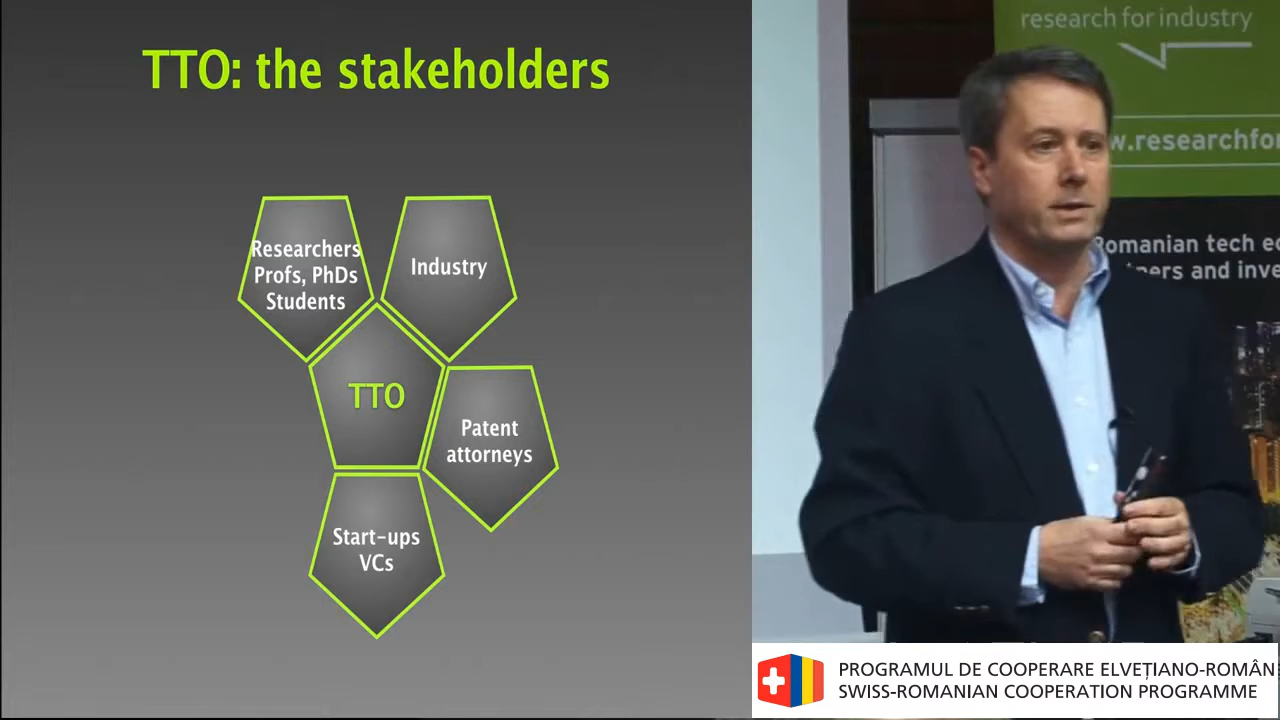 TTO: the stakeholders
Researchers
Profs, PhDs
Students
Industry
TTO
Patent
attorneys
Start-ups
VCs
research for industry
Romanian tech
and
PROGRAMUL DE COOPERARE ELVEȚIANO-ROMÂN
SWISS-ROMANIAN COOPERATION PROGRAMME